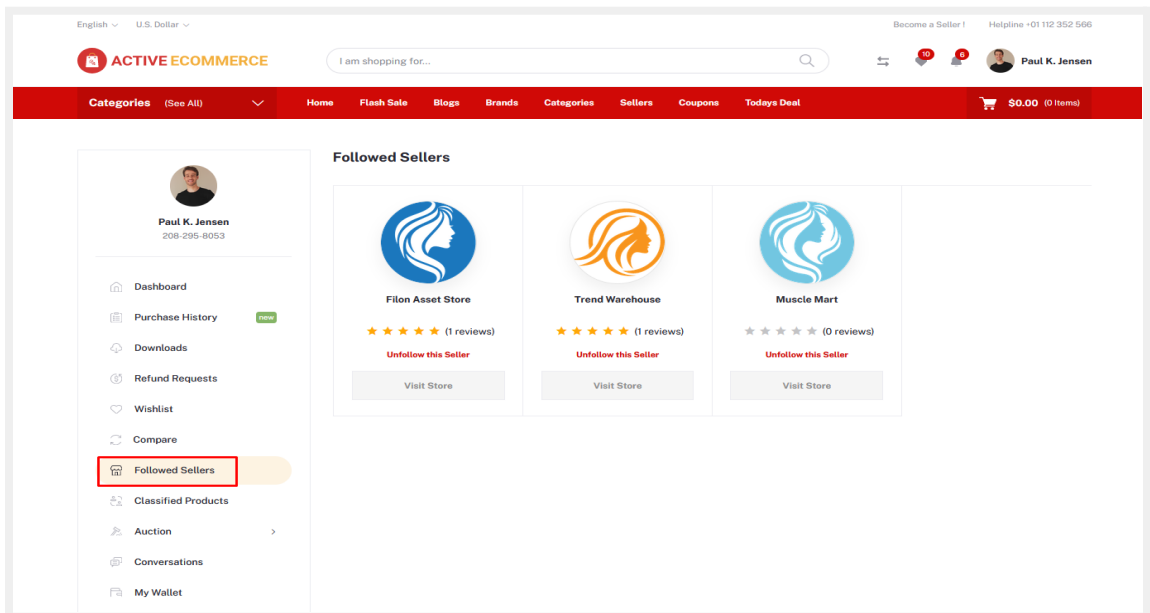 English U.S. Dollar Become a Seller ! Helpline +01 112 352 566
ACTIVE ECOMMERCE I am shopping for... 10 6 Paul K. Jensen
Categories (See All) Home Flash Sale Blogs Brands Categories Sellers Coupons Todays Deal $0.00 (0 Items)
Paul K. Jensen
208-295-8053
Dashboard
Purchase History new
Downloads
Refund Requests
Wishlist
Compare
Followed Sellers
Classified Products
Auction
Conversations
My Wallet
Followed Sellers
Filon Asset Store
(1 reviews)
Unfollow this Seller
Visit Store
Trend Warehouse
(1 reviews)
Unfollow this Seller
Visit Store
Muscle Mart
(0 reviews)
Unfollow this Seller
Visit Store